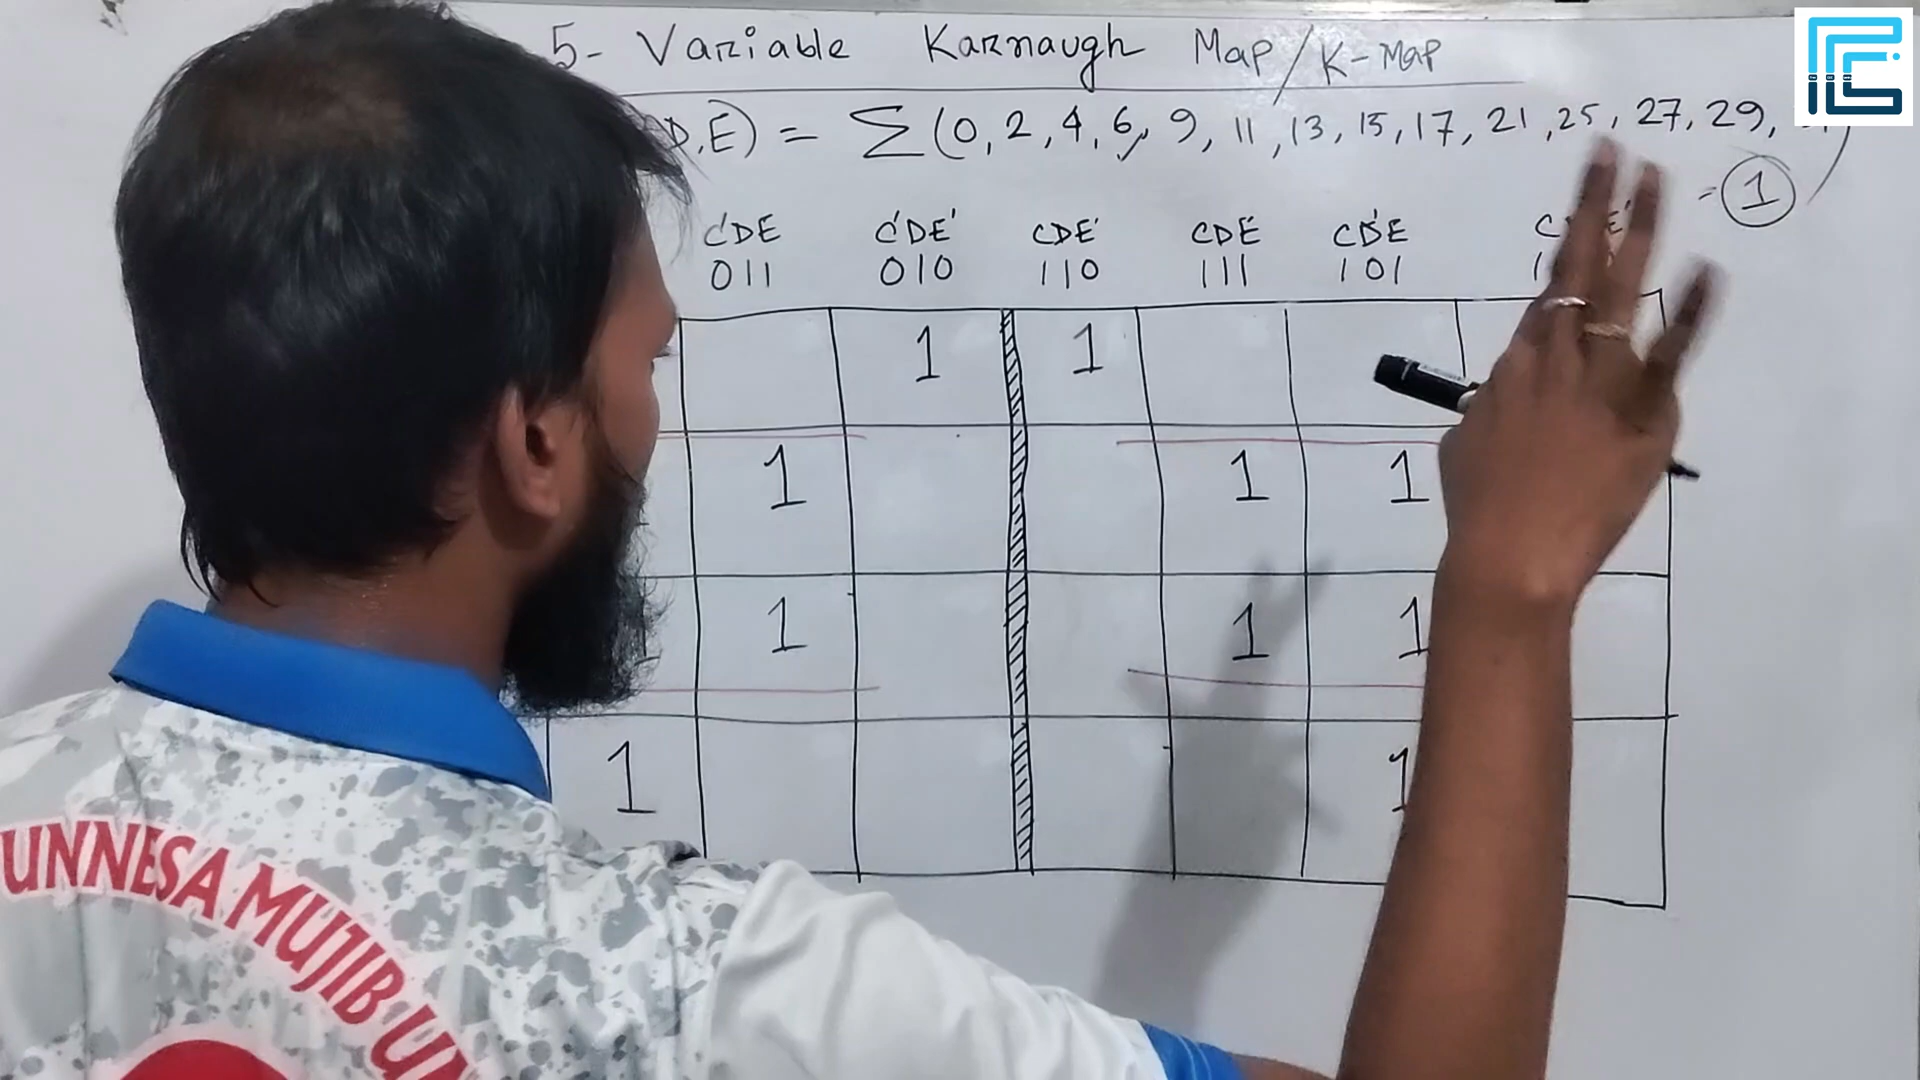 5- Variable Karnaugh Map/K-Map
D,E) = Σ(0,2,4,6,9,11,13,15,17,21,25,27,29,
= 1
C'DE C'DE' CDE' CDE CD'E
011 010 110 111 101
1 1
1 1 1
1 1 1
1 1
UNNESA MUJIB UN